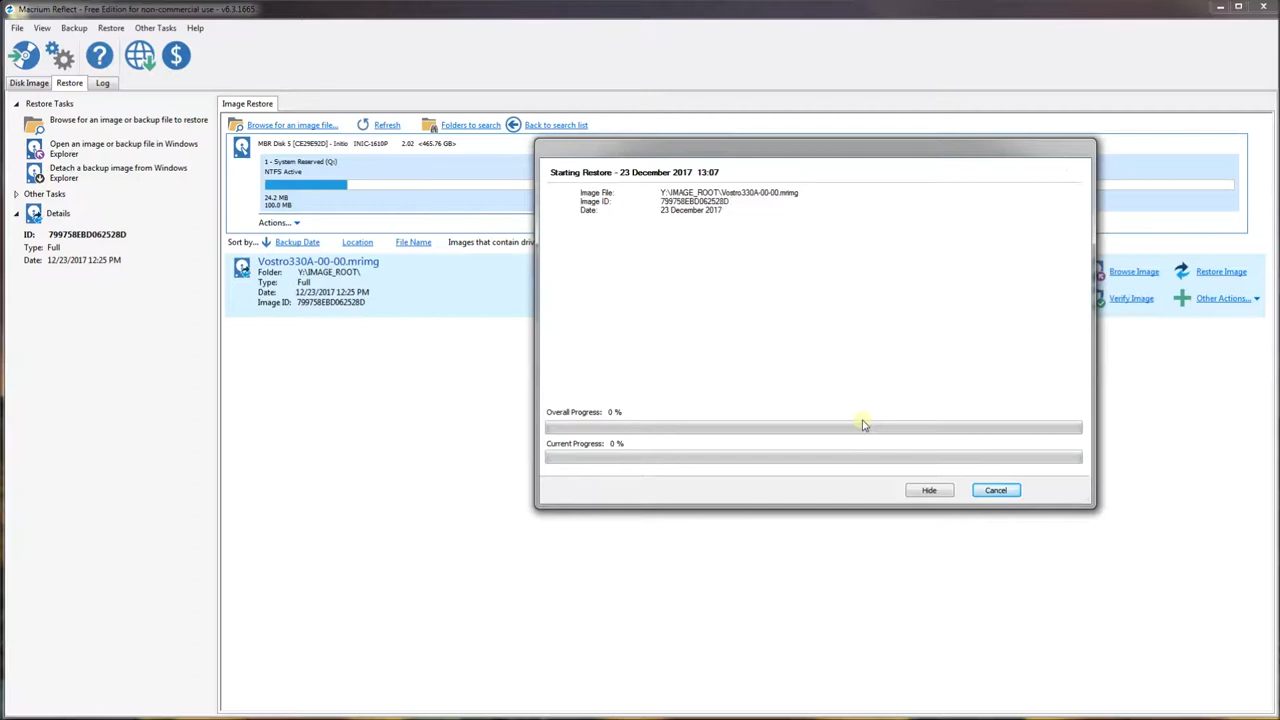 Macrium Reflect - Free Edition for non-commercial use - v6.3.1665
File View Backup Restore Other Tasks Help
Disk Image Restore Log
Restore Tasks
Browse for an image or backup file to restore
Open an image or backup file in Windows
Explorer
Detach a backup image from Windows
Explorer
Other Tasks
Details
ID: 799758EBD062528D
Type: Full
Date: 12/23/2017 12:25 PM
Image Restore
Browse for an image file... Refresh Folders to search Back to search list
MBR Disk 5 [CE29E92D] - Initio INIC-1610P 2.02 <465.76 GB>
1 - System Reserved (Q:)
NTFS Active
24.2 MB
100.0 MB
Actions...
Sort by... Backup Date Location File Name Images that contain driv
Vostro330A-00-00.mrimg
Folder: Y:\IMAGE_ROOT\
Type: Full
Date: 12/23/2017 12:25 PM
Image ID: 799758EBD062528D
Browse Image Restore Image
Verify Image Other Actions...
Starting Restore - 23 December 2017 13:07
Image File: Y:\IMAGE_ROOT\Vostro330A-00-00.mrimg
Image ID: 799758EBD062528D
Date: 23 December 2017
Overall Progress: 0 %
Current Progress: 0 %
Hide Cancel